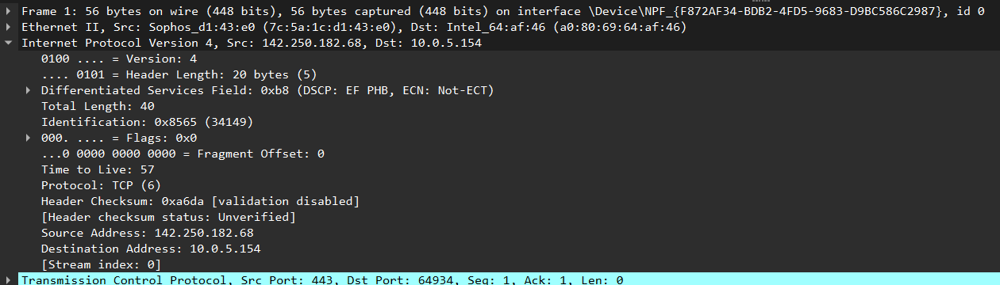 Frame 1: 56 bytes on wire (448 bits), 56 bytes captured (448 bits) on interface \Device\NPF_{F872AF34-BDB2-4FD5-9683-D9BC586C2987}, id 0
Ethernet II, Src: Sophos_d1:43:e0 (7c:5a:1c:d1:43:e0), Dst: Intel_64:af:46 (a0:80:69:64:af:46)
Internet Protocol Version 4, Src: 142.250.182.68, Dst: 10.0.5.154
0100 .... = Version: 4
.... 0101 = Header Length: 20 bytes (5)
Differentiated Services Field: 0xb8 (DSCP: EF PHB, ECN: Not-ECT)
Total Length: 40
Identification: 0x8565 (34149)
000. .... = Flags: 0x0
...0 0000 0000 0000 = Fragment Offset: 0
Time to Live: 57
Protocol: TCP (6)
Header Checksum: 0xa6da [validation disabled]
[Header checksum status: Unverified]
Source Address: 142.250.182.68
Destination Address: 10.0.5.154
[Stream index: 0]
Transmission Control Protocol, Src Port: 443, Dst Port: 64934, Seq: 1, Ack: 1, Len: 0